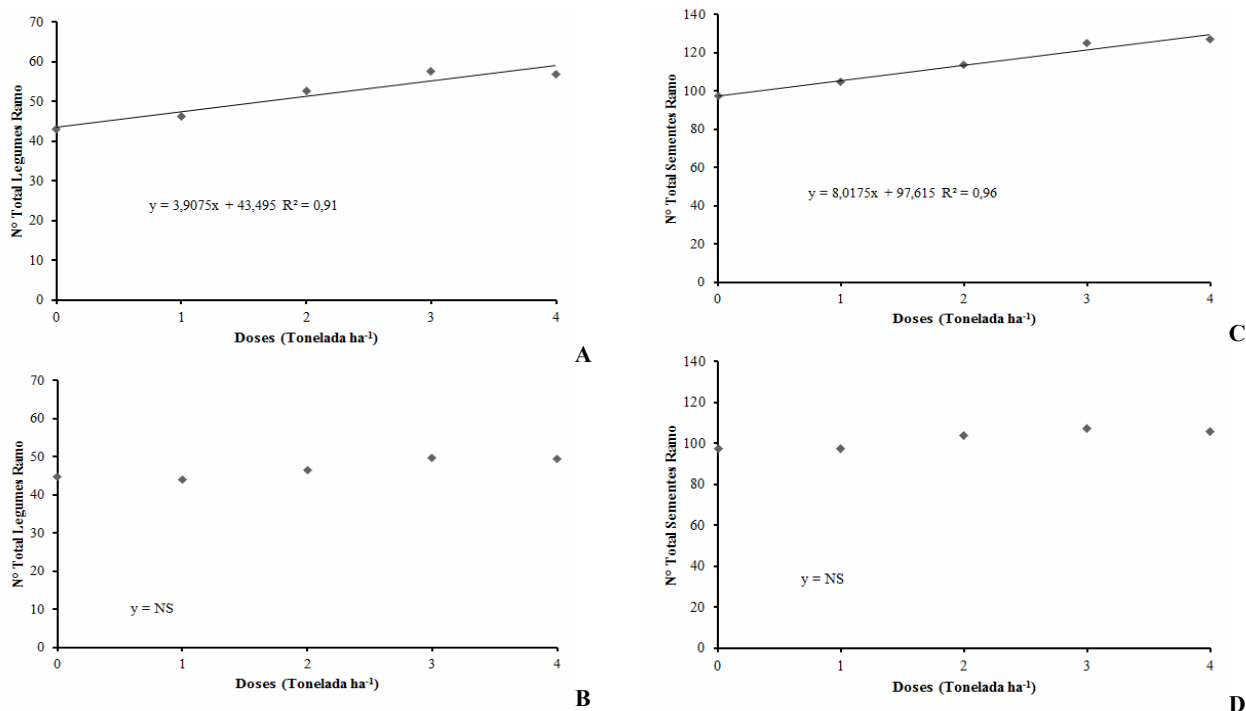 70
60
50
40
30
20
10
0
N° Total Legumes Ramo
y = 3,9075x + 43,495 R² = 0,91
0 1 2 3 4
Doses (Tonelada ha⁻¹)
A
140
120
100
80
60
40
20
0
N° Total Sementes Ramo
y = 8,0175x + 97,615 R² = 0,96
0 1 2 3 4
Doses (Tonelada ha⁻¹)
C
70
60
50
40
30
20
10
0
N° Total Legumes Ramo
y = NS
0 1 2 3 4
Doses (Tonelada ha⁻¹)
B
140
120
100
80
60
40
20
0
N° Total Sementes Ramo
y = NS
0 1 2 3 4
Doses (Tonelada ha⁻¹)
D